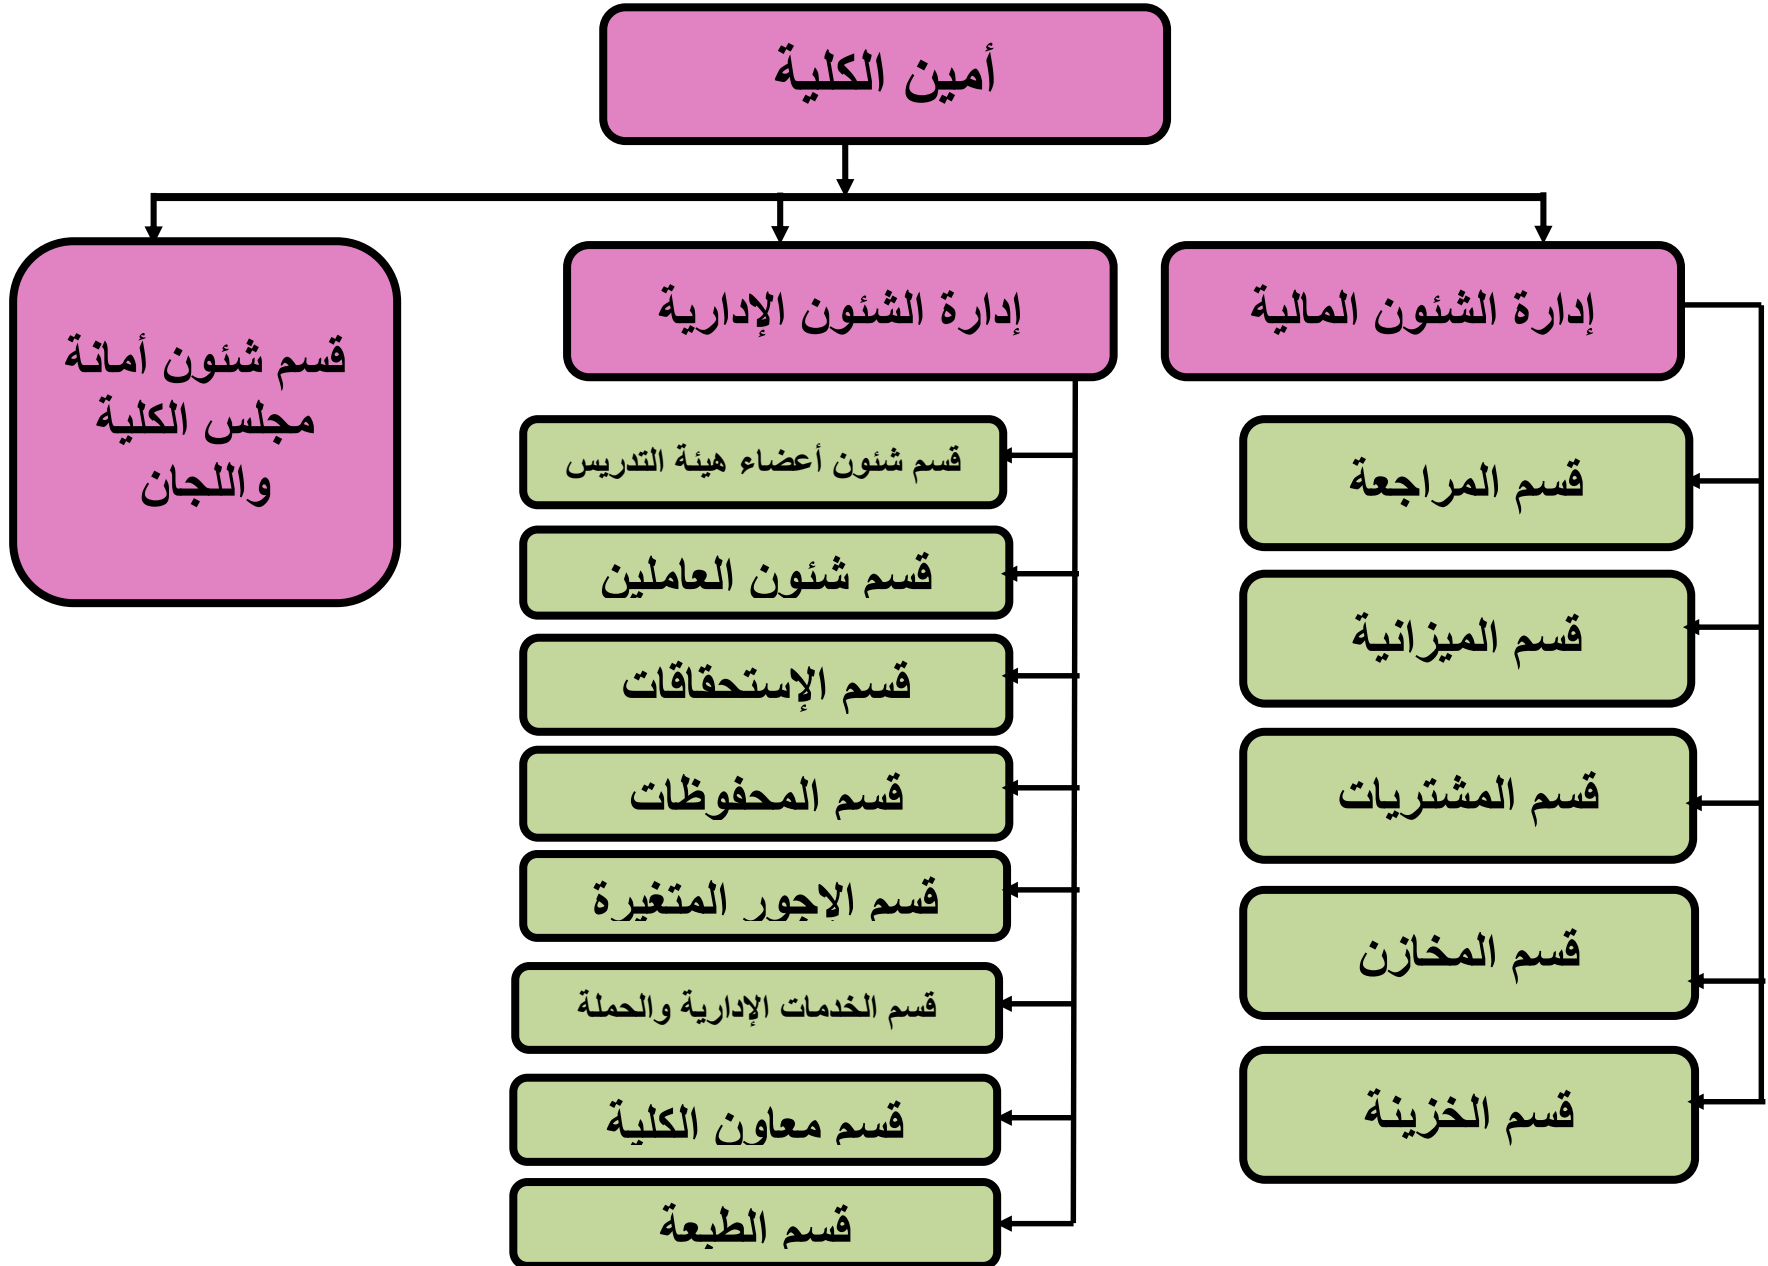 أمين الكلية
إدارة الشئون المالية
إدارة الشئون الإدارية
قسم شئون أمانة
مجلس الكلية
واللجان
قسم المراجعة
قسم الميزانية
قسم المشتريات
قسم المخازن
قسم الخزينة
قسم شئون أعضاء هيئة التدريس
قسم شئون العاملين
قسم الإستحقاقات
قسم المحفوظات
قسم الاجور المتغيرة
قسم الخدمات الإدارية والحملة
قسم معاون الكلية
قسم الطبعة